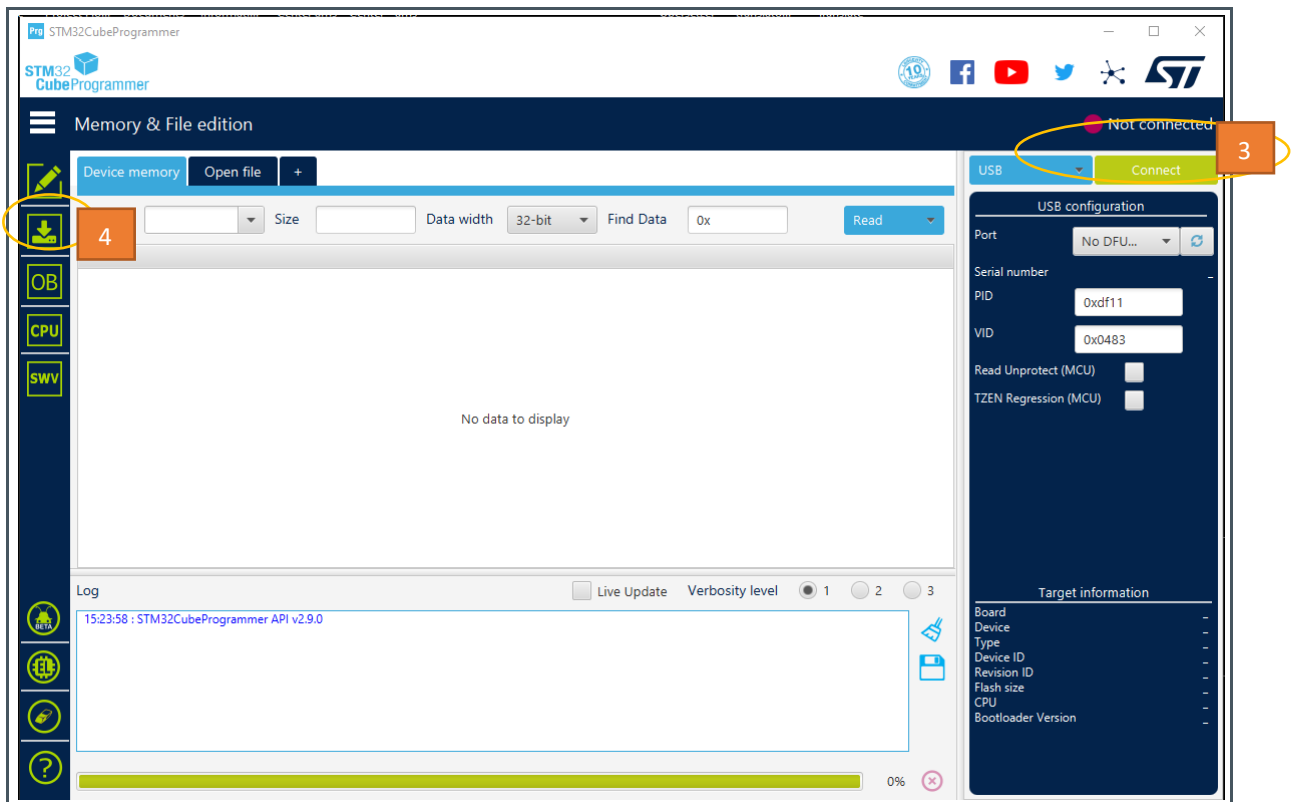 STM32CubeProgrammer
STM32
CubeProgrammer
10
Memory & File edition
Not connected
3
Device memory
Open file
+
USB
Connect
4
Size
Data width
32-bit
Find Data
0x
Read
USB configuration
Port
No DFU...
Serial number
-
PID
0xdf11
VID
0x0483
Read Unprotect (MCU)
TZEN Regression (MCU)
OB
CPU
SWV
No data to display
Log
Live Update
Verbosity level
1
2
3
15:23:58 : STM32CubeProgrammer API v2.9.0
BETA
0%
?
Target information
Board -
Device -
Type -
Device ID -
Revision ID -
Flash size -
CPU -
Bootloader Version -